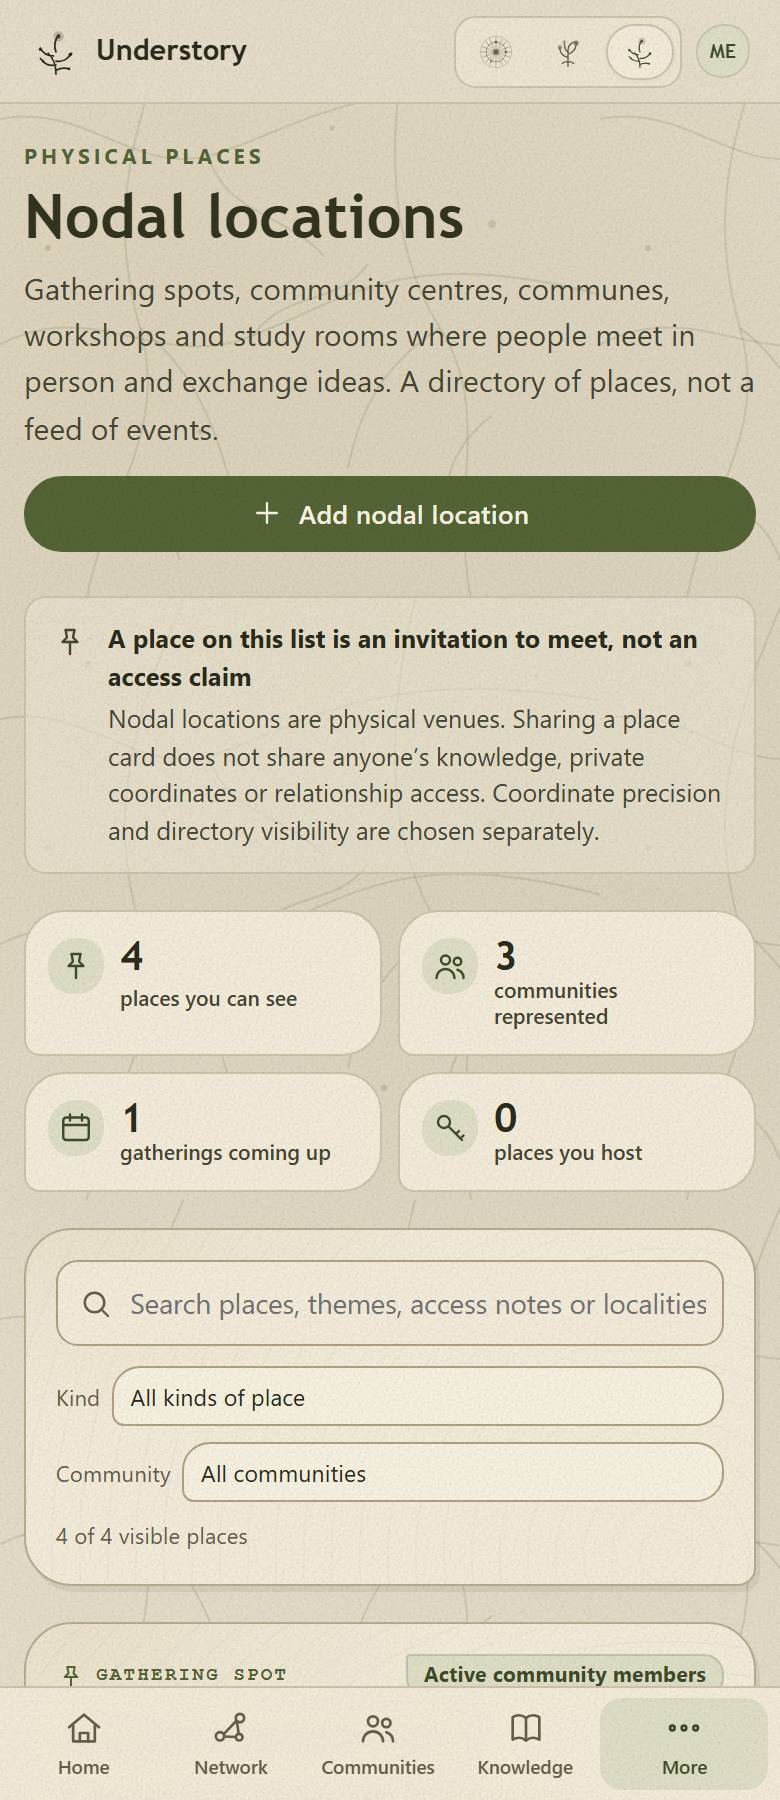 Understory
ME
PHYSICAL PLACES
Nodal locations
Gathering spots, community centres, communes,
workshops and study rooms where people meet in
person and exchange ideas. A directory of places, not a
feed of events.
Add nodal location
A place on this list is an invitation to meet, not an
access claim
Nodal locations are physical venues. Sharing a place
card does not share anyone’s knowledge, private
coordinates or relationship access. Coordinate precision
and directory visibility are chosen separately.
4
places you can see
3
communities
represented
1
gatherings coming up
0
places you host
Search places, themes, access notes or localities
Kind
All kinds of place
Community
All communities
4 of 4 visible places
GATHERING SPOT
Active community members
Home
Network
Communities
Knowledge
More